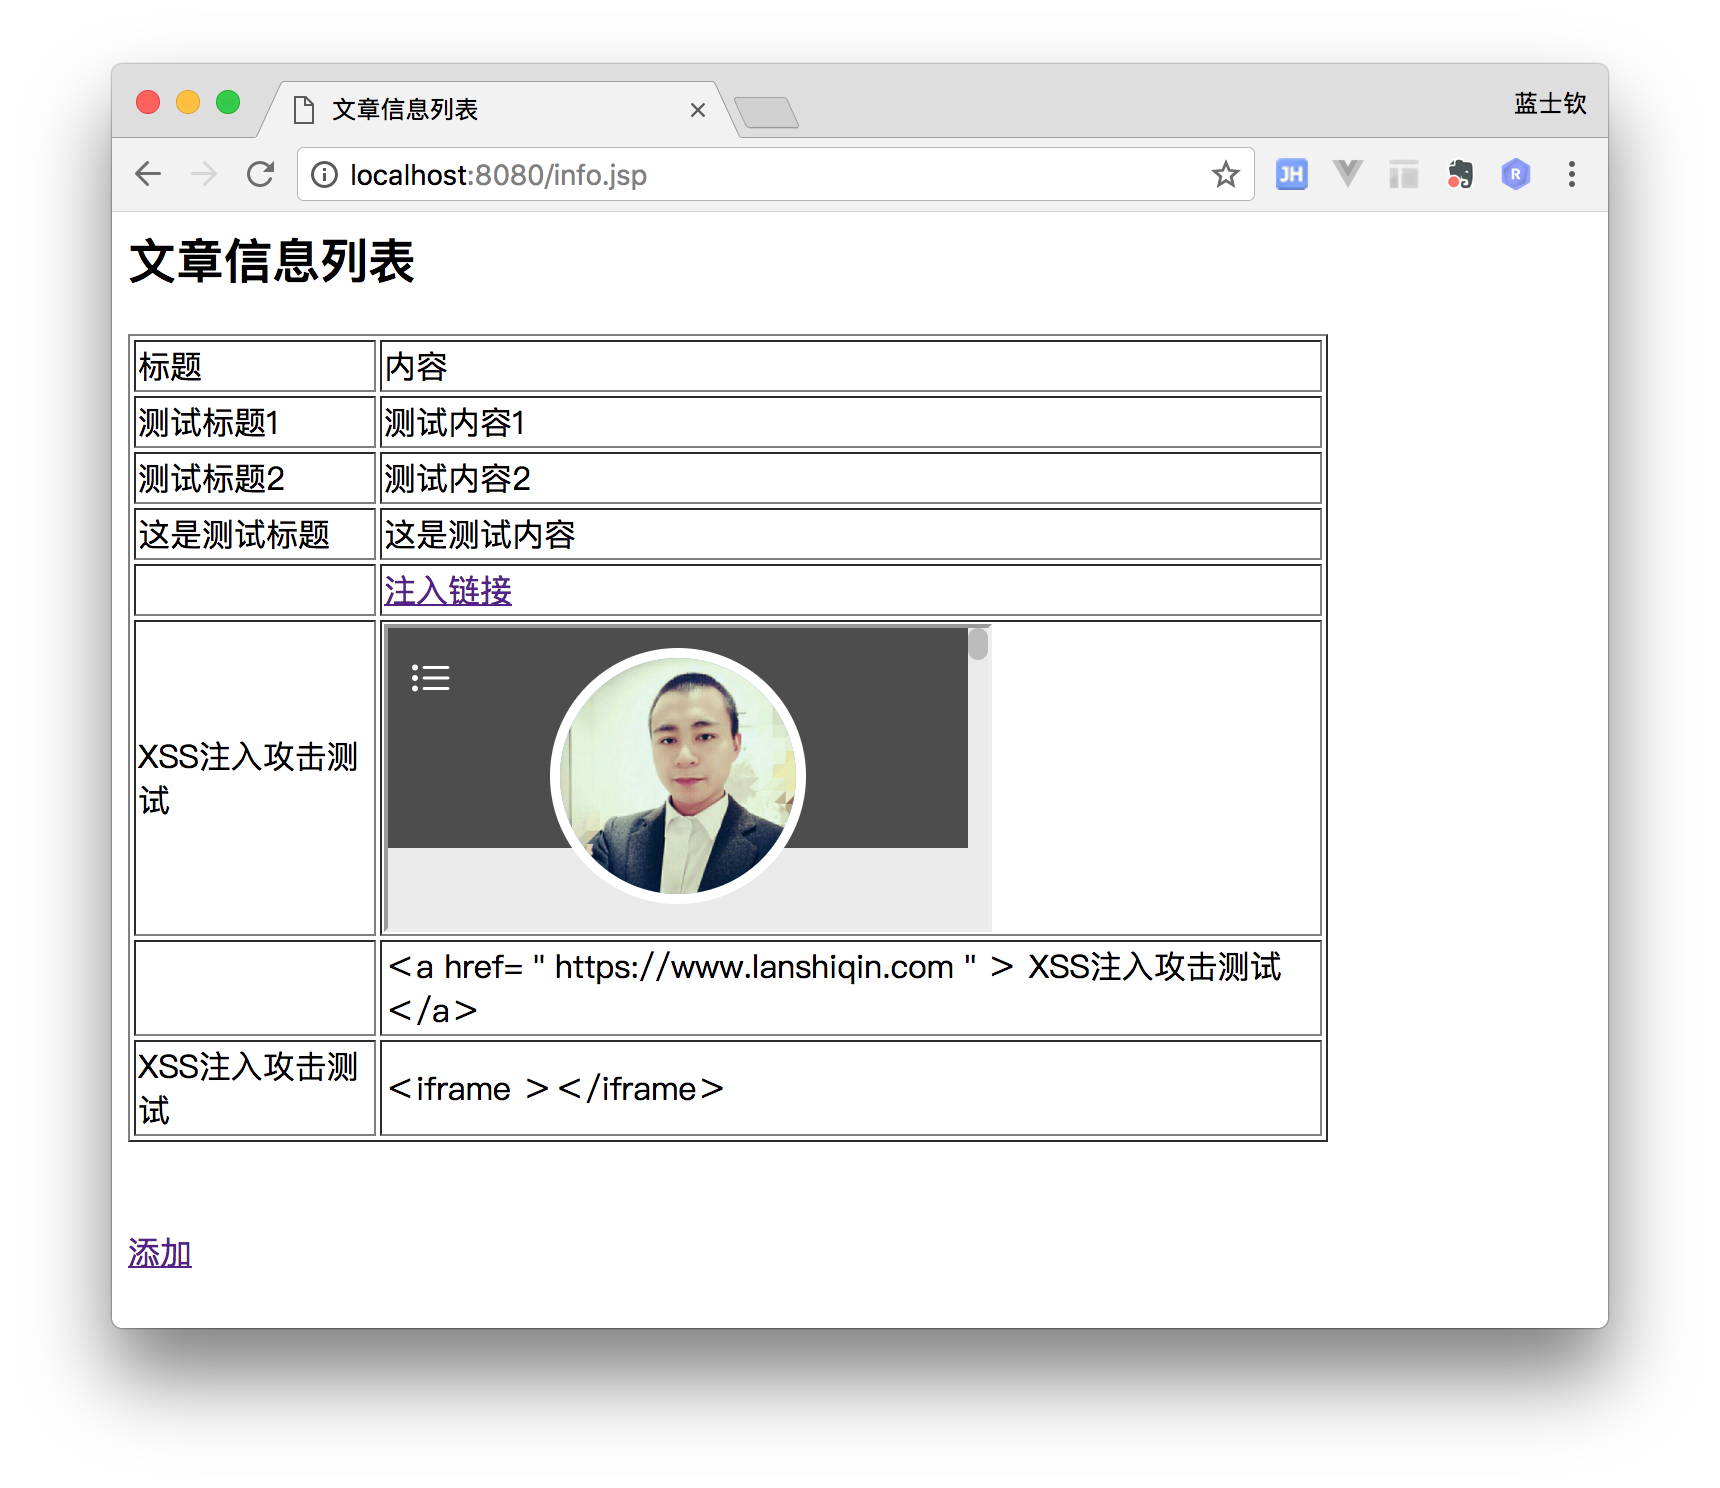 文章信息列表
蓝士钦
localhost:8080/info.jsp
JH
R
文章信息列表
标题 内容
测试标题1 测试内容1
测试标题2 测试内容2
这是测试标题 这是测试内容
注入链接
XSS注入攻击测
试
＜a href= " https://www.lanshiqin.com " ＞ XSS注入攻击测试
＜/a＞
XSS注入攻击测
试
＜iframe ＞＜/iframe＞
添加